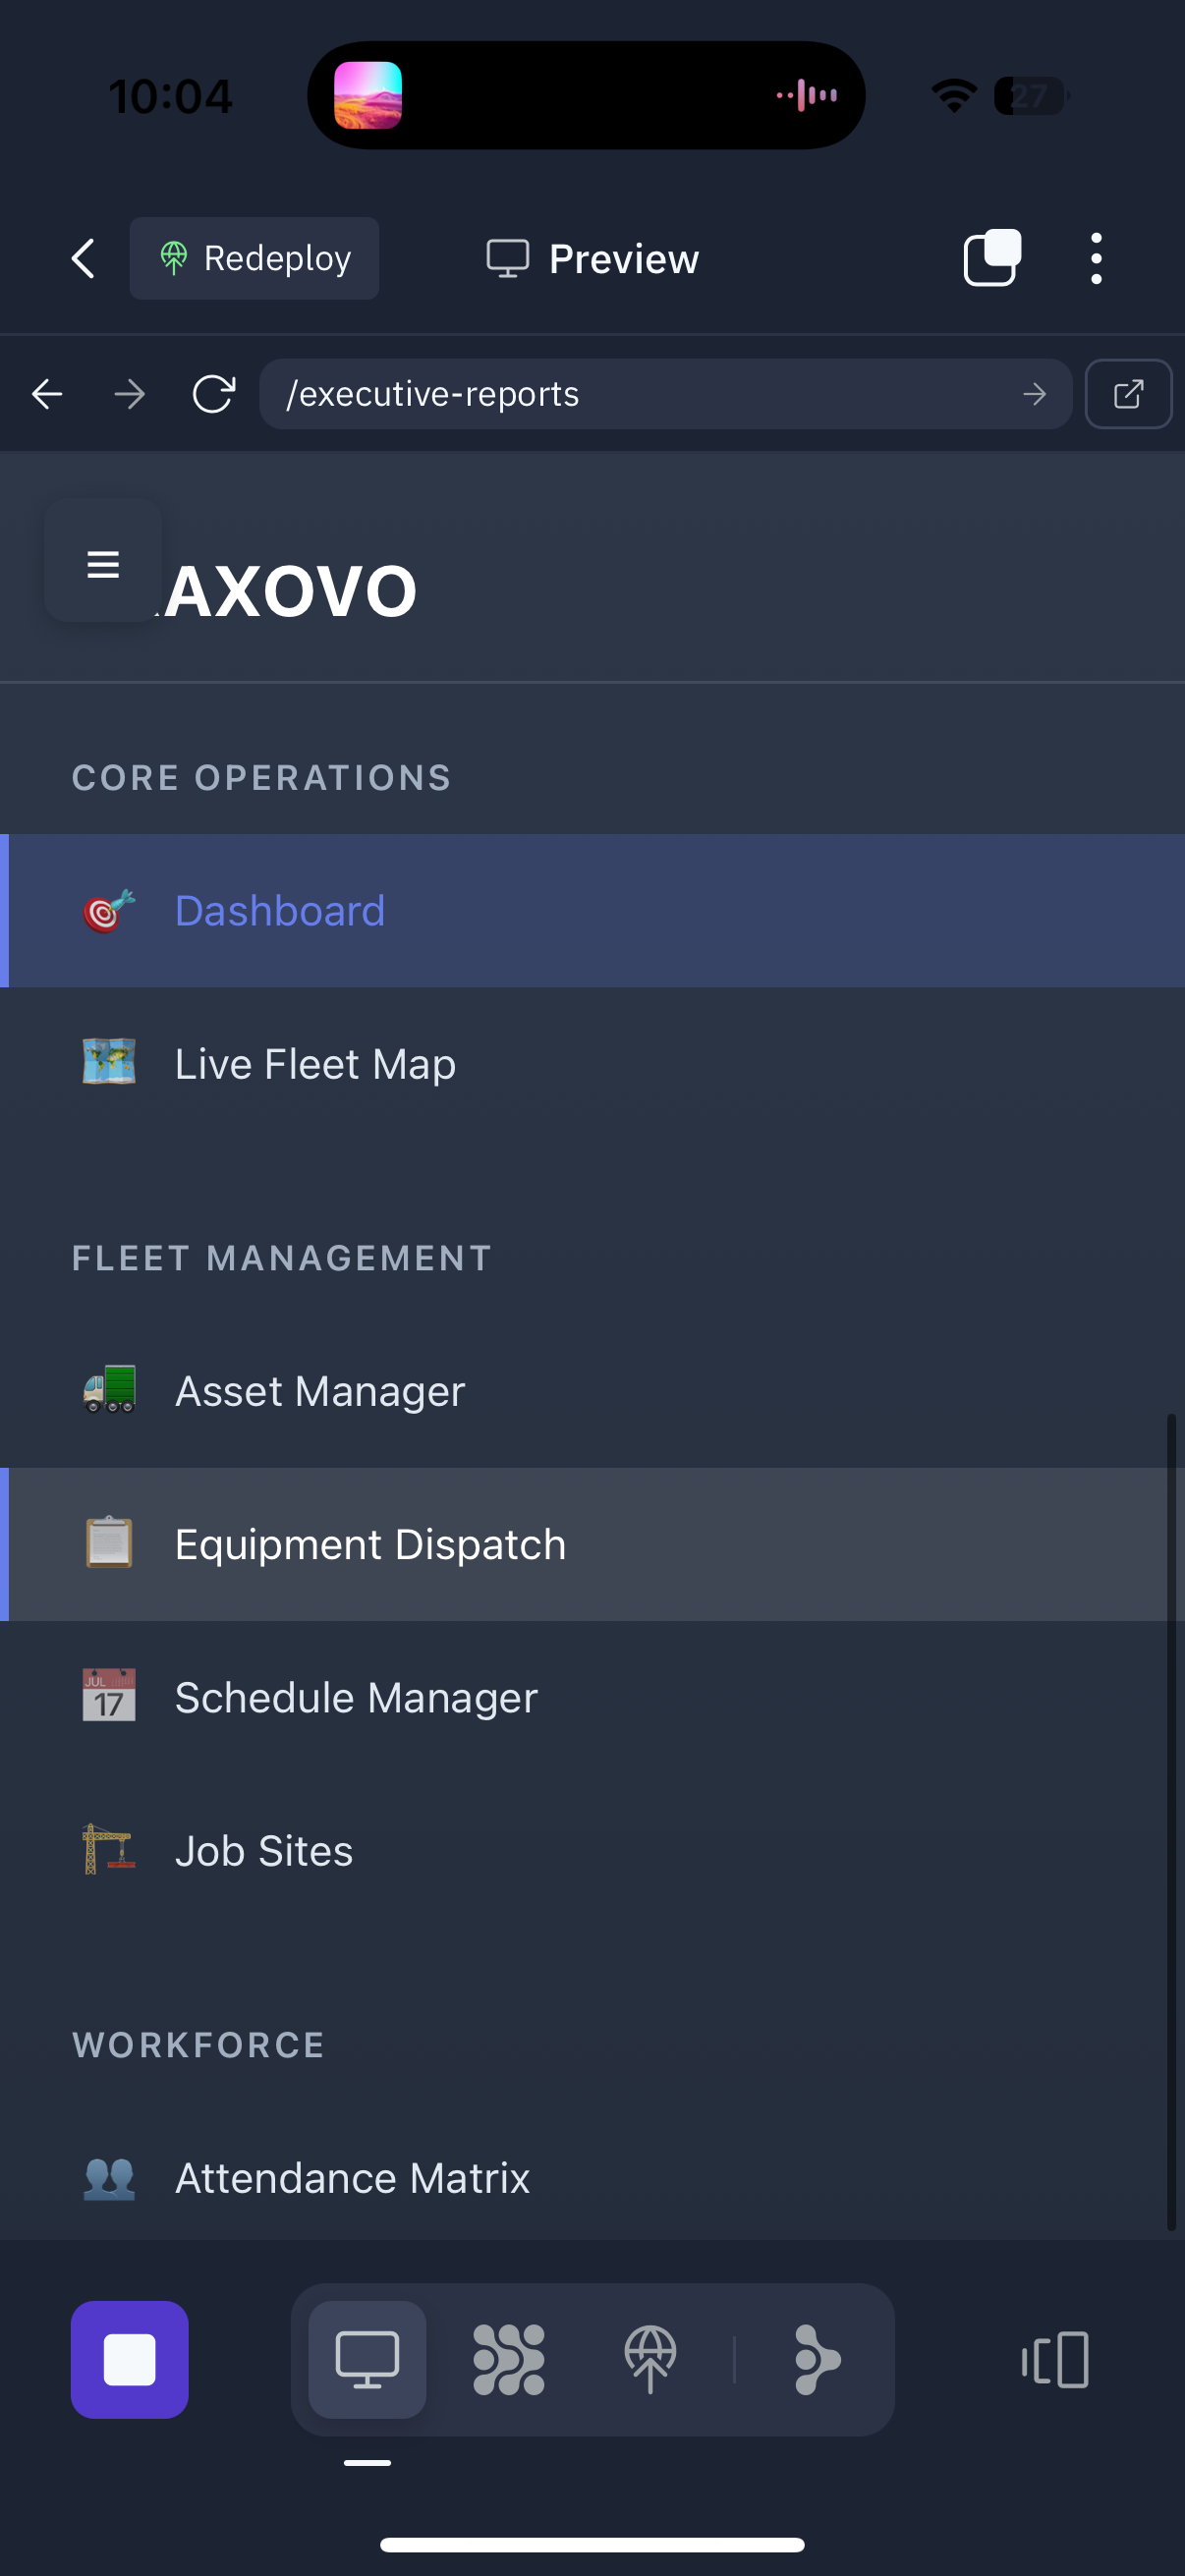 10:04
27
Redeploy
Preview
/executive-reports
AXOVO
CORE OPERATIONS
Dashboard
Live Fleet Map
FLEET MANAGEMENT
Asset Manager
Equipment Dispatch
JUL
17
Schedule Manager
Job Sites
WORKFORCE
Attendance Matrix